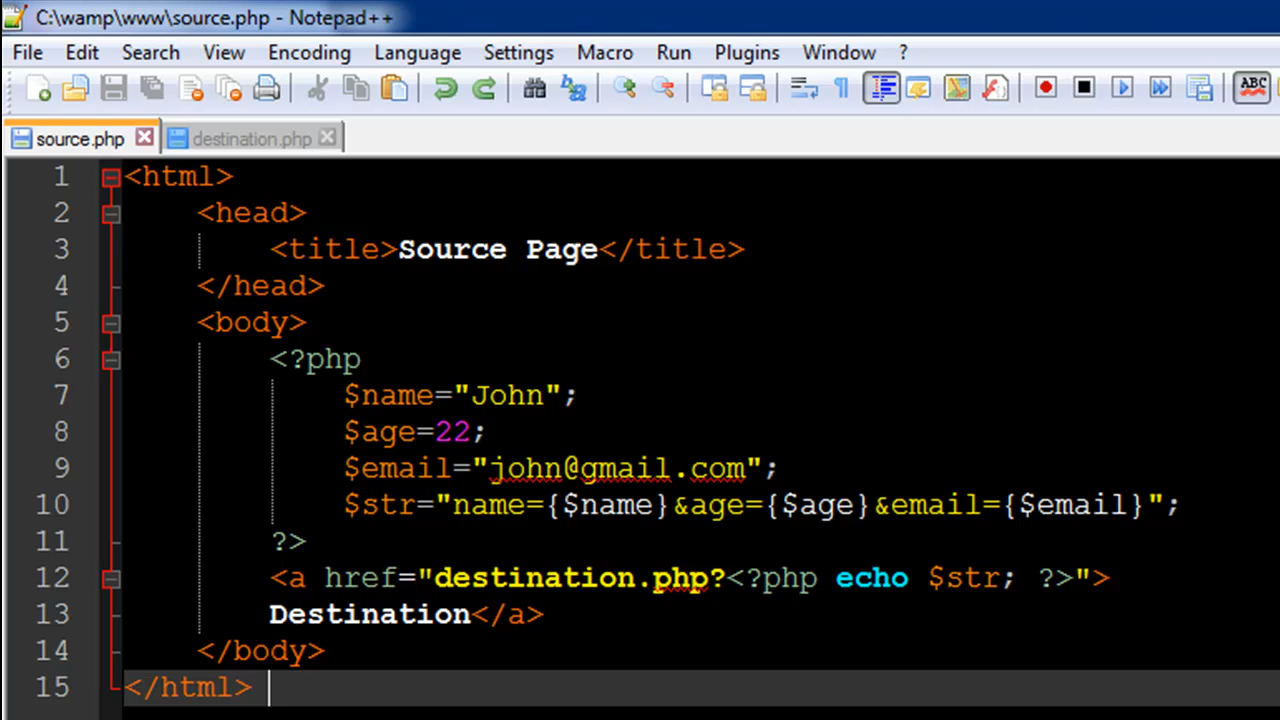 C:\wamp\www\source.php - Notepad++
File Edit Search View Encoding Language Settings Macro Run Plugins Window ?
ABC
source.php destination.php
1 <html>
2 <head>
3 <title>Source Page</title>
4 </head>
5 <body>
6 <?php
7 $name="John";
8 $age=22;
9 $email="john@gmail.com";
10 $str="name={$name}&age={$age}&email={$email}";
11 ?>
12 <a href="destination.php?<?php echo $str; ?>">
13 Destination</a>
14 </body>
15 </html>